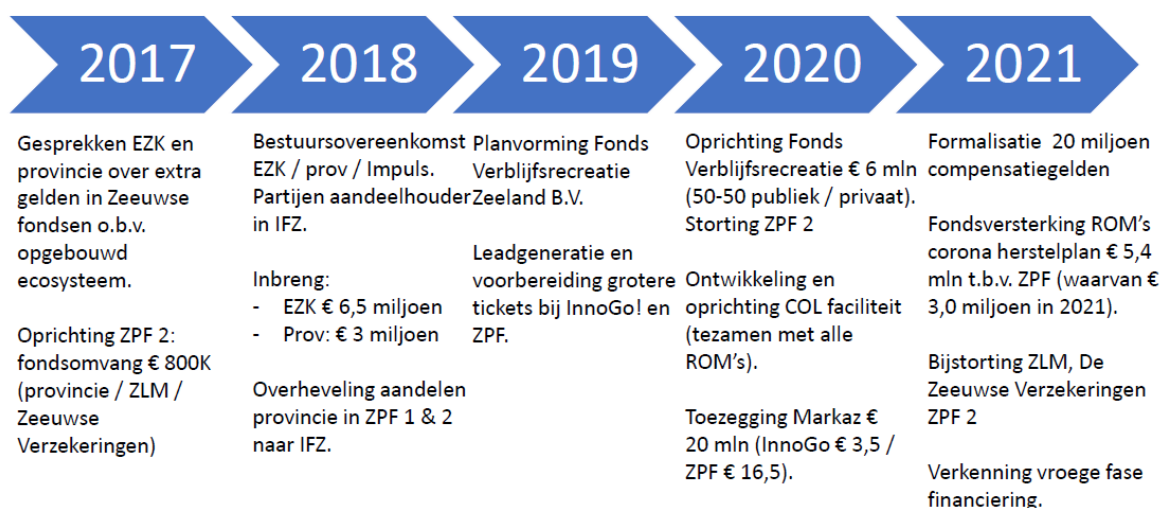 2017
2018
2019
2020
2021
Gesprekken EZK en
provincie over extra
gelden in Zeeuwse
fondsen o.b.v.
opgebouwd
ecosysteem.
Oprichting ZPF 2:
fondsomvang € 800K
(provincie / ZLM /
Zeeuwse
Verzekeringen)
Bestuursovereenkomst
EZK / prov / Impuls.
Partijen aandeelhouder
in IFZ.
Inbreng:
- EZK € 6,5 miljoen
- Prov: € 3 miljoen
Overheveling aandelen
provincie in ZPF 1 & 2
naar IFZ.
Planvorming Fonds
Verblijfsrecreatie
Zeeland B.V.
Leadgeneratie en
voorbereiding grotere
tickets bij InnoGo! en
ZPF.
Oprichting Fonds
Verblijfsrecreatie € 6 mln
(50-50 publiek / privaat).
Storting ZPF 2
Ontwikkeling en
oprichting COL faciliteit
(tezamen met alle
ROM’s).
Toezegging Markaz €
20 mln (InnoGo € 3,5 /
ZPF € 16,5).
Formalisatie 20 miljoen
compensatiegelden
Fondsversterking ROM’s
corona herstelplan € 5,4
mln t.b.v. ZPF (waarvan €
3,0 miljoen in 2021).
Bijstorting ZLM, De
Zeeuwse Verzekeringen
ZPF 2
Verkenning vroege fase
financiering.